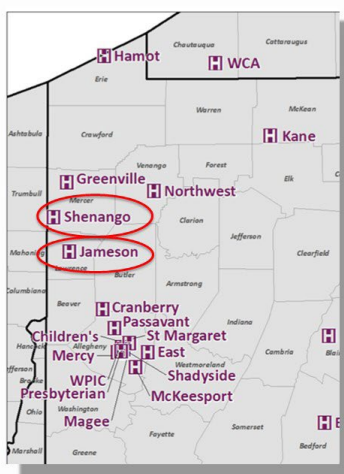 Hamot
Chautauqua
Cattaraugus
WCA
Erie
Warren
McKean
Ashtabula
Crawford
Kane
Venango
Forest
Elk
Greenville
Northwest
Trumbull
Mercer
Shenango
Clarion
Jefferson
Jameson
Mahoning
Lawrence
Butler
Clearfield
Armstrong
Columbiana
Beaver
Cranberry
Passavant
Indiana
Children's
St Margaret
Mercy
Allegheny
East
Cambria
Westmoreland
WPIC
Shadyside
Presbyterian
McKeesport
Ohio
Washington
Magee
Somerset
Fayette
Bedford
Marshall
Greene